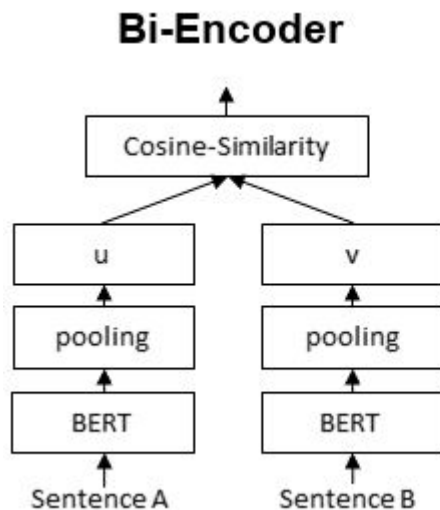 Bi-Encoder
Cosine-Similarity
u
v
pooling
pooling
BERT
BERT
Sentence A
Sentence B